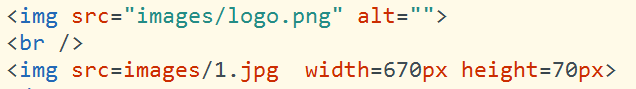 <img src="images/logo.png" alt="">
<br />
<img src=images/1.jpg  width=670px height=70px>